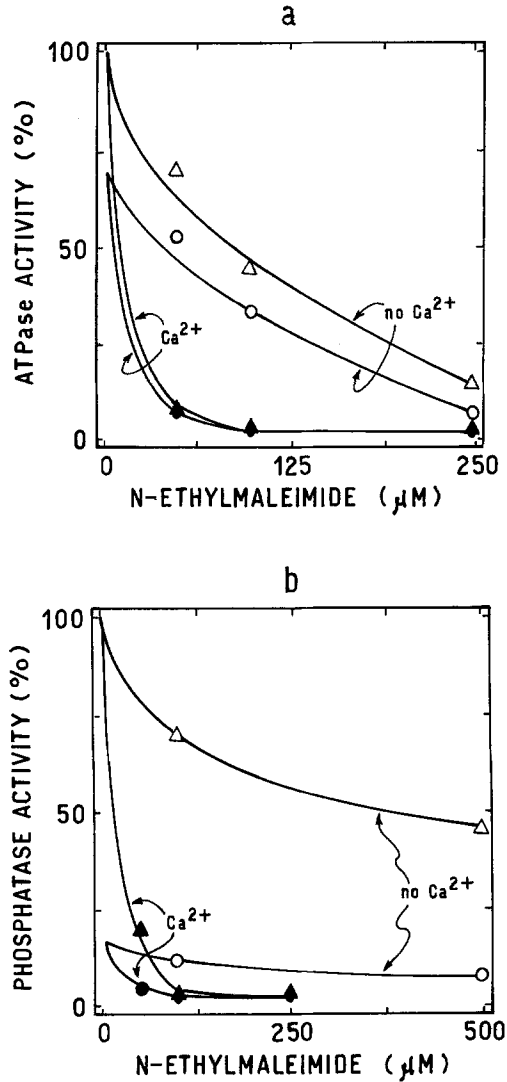 a
100
50
0
ATPase ACTIVITY (%)
Ca²⁺
no Ca²⁺
0
125
250
N-ETHYLMALEIMIDE (μM)
b
100
50
0
PHOSPHATASE ACTIVITY (%)
Ca²⁺
no Ca²⁺
0
250
500
N-ETHYLMALEIMIDE (μM)